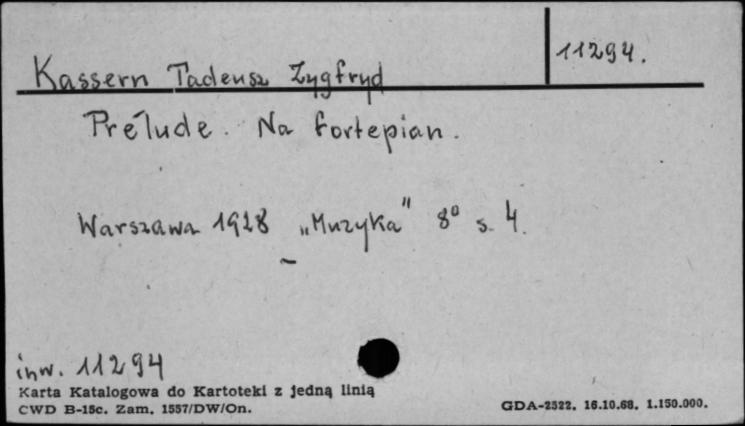 11294.
Kassern Tadeusz Zygfryd
Prélude. Na fortepian.
Warszawa 1928 „Muzyka" 8° s. 4.
inw. 11294
Karta Katalogowa do Kartoteki z jedną linią
CWD B-15c. Zam. 1557/DW/On.
GDA-2522. 16.10.68. 1.150.000.